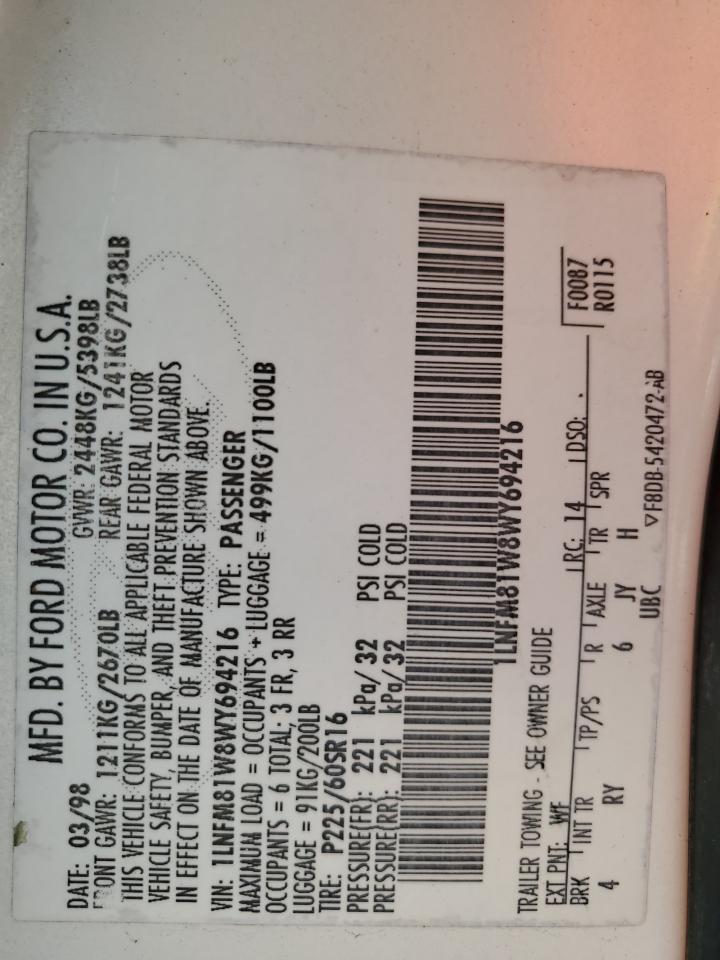 MFD. BY FORD MOTOR CO. IN U.S.A.
DATE: 03/98 GVWR: 2448KG/5398LB
FRONT GAWR: 1211KG/2670LB REAR GAWR: 1241KG/2738LB
THIS VEHICLE CONFORMS TO ALL APPLICABLE FEDERAL MOTOR
VEHICLE SAFETY, BUMPER, AND THEFT PREVENTION STANDARDS
IN EFFECT ON THE DATE OF MANUFACTURE SHOWN ABOVE.
VIN: 1LNFM81W8WY694216 TYPE: PASSENGER
MAXIMUM LOAD = OCCUPANTS + LUGGAGE = 499KG/1100LB
OCCUPANTS = 6 TOTAL; 3 FR, 3 RR
LUGGAGE = 91KG/200LB
TIRE: P225/60SR16
PRESSURE(FR): 221 kPa/ 32 PSI COLD
PRESSURE(RR): 221 kPa/ 32 PSI COLD
1LNFM81W8WY694216
TRAILER TOWING - SEE OWNER GUIDE
EXT PNT: WF RC: 14 DSO: F0087
BRK INT TR TP/PS R AXLE TR SPR R0115
4 RY 6 JY H
UBC ▽F8DB-5420472-AB